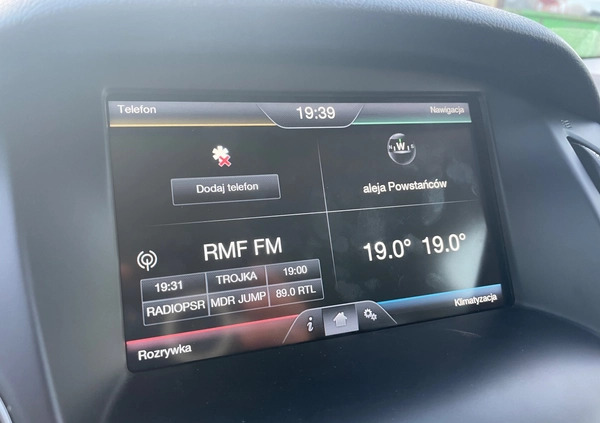 Telefon
19:39
Nawigacja
Dodaj telefon
N W S
aleja Powstańców
RMF FM
19:31 TROJKA 19:00
RADIOPSR MDR JUMP 89.0 RTL
19.0° 19.0°
Rozrywka
i
Klimatyzacja